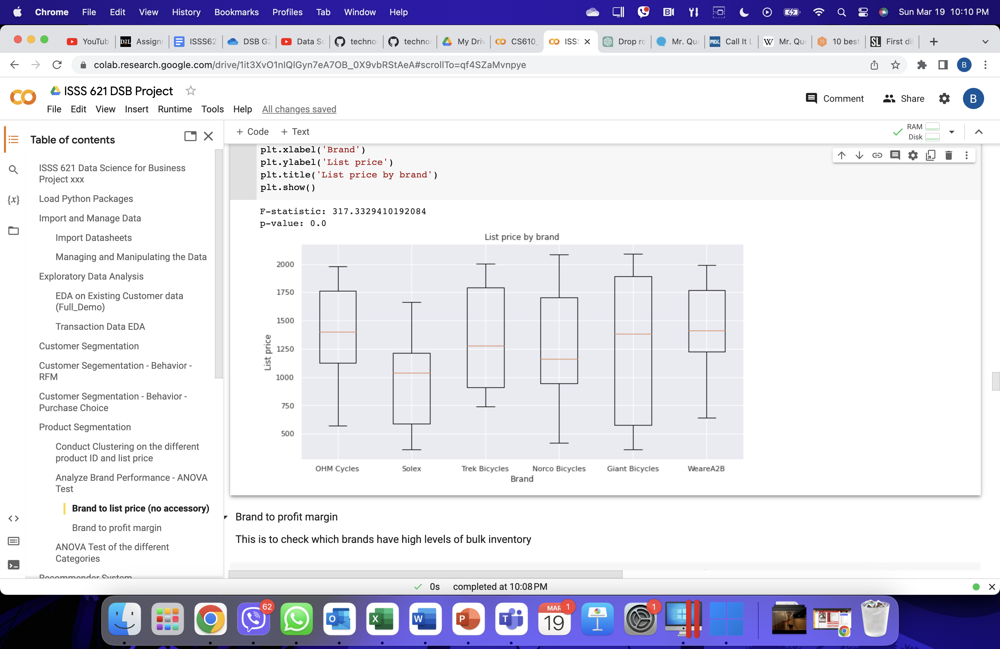 Chrome File Edit View History Bookmarks Profiles Tab Window Help Sun Mar 19 10:10 PM
YouTub D2L Assignr ISSS62 DSB G2 Data Sc techno techno My Driv CS610_ ISS Drop ro Mr. Que MDL Call It L W Mr. Que 10 best SL First di
colab.research.google.com/drive/1it3XvO1nIQlGyn7eA7OB_0X9vbRStAeA#scrollTo=qf4SZaMvnpye B
ISSS 621 DSB Project
Comment Share B
File Edit View Insert Runtime Tools Help All changes saved
+ Code + Text
RAM
Disk
Table of contents
ISSS 621 Data Science for Business
Project xxx
Load Python Packages
Import and Manage Data
Import Datasheets
Managing and Manipulating the Data
Exploratory Data Analysis
EDA on Existing Customer data
(Full_Demo)
Transaction Data EDA
Customer Segmentation
Customer Segementation - Behavior -
RFM
Customer Segmentation - Behavior -
Purchase Choice
Product Segmentation
Conduct Clustering on the different
product ID and list price
Analyze Brand Performance - ANOVA
Test
Brand to list price (no accessory)
Brand to profit margin
ANOVA Test of the different
Categories
Recommender System
{x}
plt.xlabel('Brand')
plt.ylabel('List price')
plt.title('List price by brand')
plt.show()
F-statistic: 317.3329410192084
p-value: 0.0
List price by brand
List price
2000
1750
1500
1250
1000
750
500
OHM Cycles Solex Trek Bicycles Norco Bicycles Giant Bicycles WeareA2B
Brand
Brand to profit margin
This is to check which brands have high levels of bulk inventory
0s completed at 10:08 PM
62
O
X
W
P
T
MAR 1
19
1